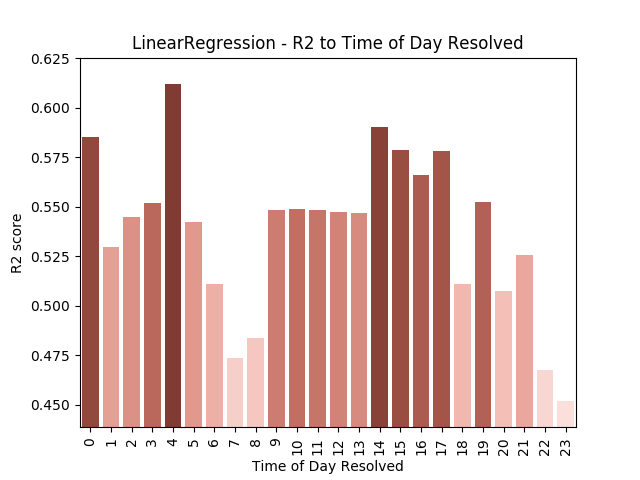 LinearRegression - R2 to Time of Day Resolved
R2 score
0.625
0.600
0.575
0.550
0.525
0.500
0.475
0.450
0 1 2 3 4 5 6 7 8 9 10 11 12 13 14 15 16 17 18 19 20 21 22 23
Time of Day Resolved